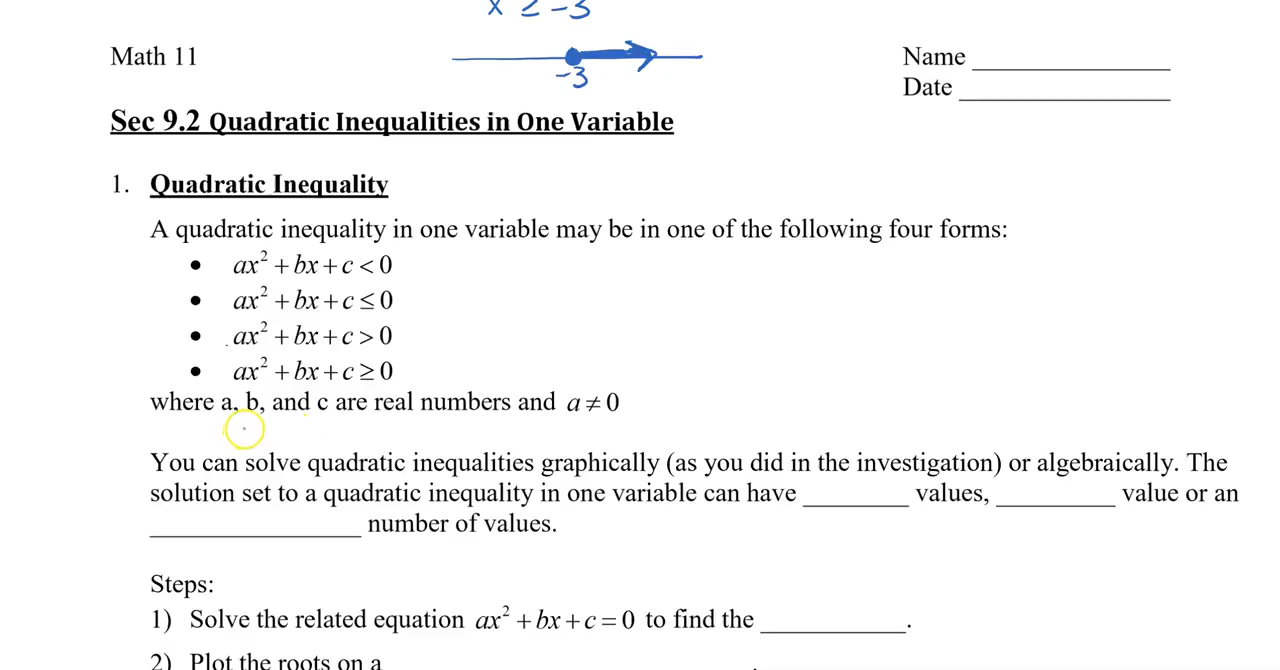 x ≥ -3
Math 11
-3
Name ____________
Date ____________
Sec 9.2 Quadratic Inequalities in One Variable
1. Quadratic Inequality
A quadratic inequality in one variable may be in one of the following four forms:
• ax² + bx + c < 0
• ax² + bx + c ≤ 0
• ax² + bx + c > 0
• ax² + bx + c ≥ 0
where a, b, and c are real numbers and a ≠ 0
You can solve quadratic inequalities graphically (as you did in the investigation) or algebraically. The
solution set to a quadratic inequality in one variable can have ________ values, _________ value or an
________________ number of values.
Steps:
1) Solve the related equation ax² + bx + c = 0 to find the ___________.
2) Plot the roots on a